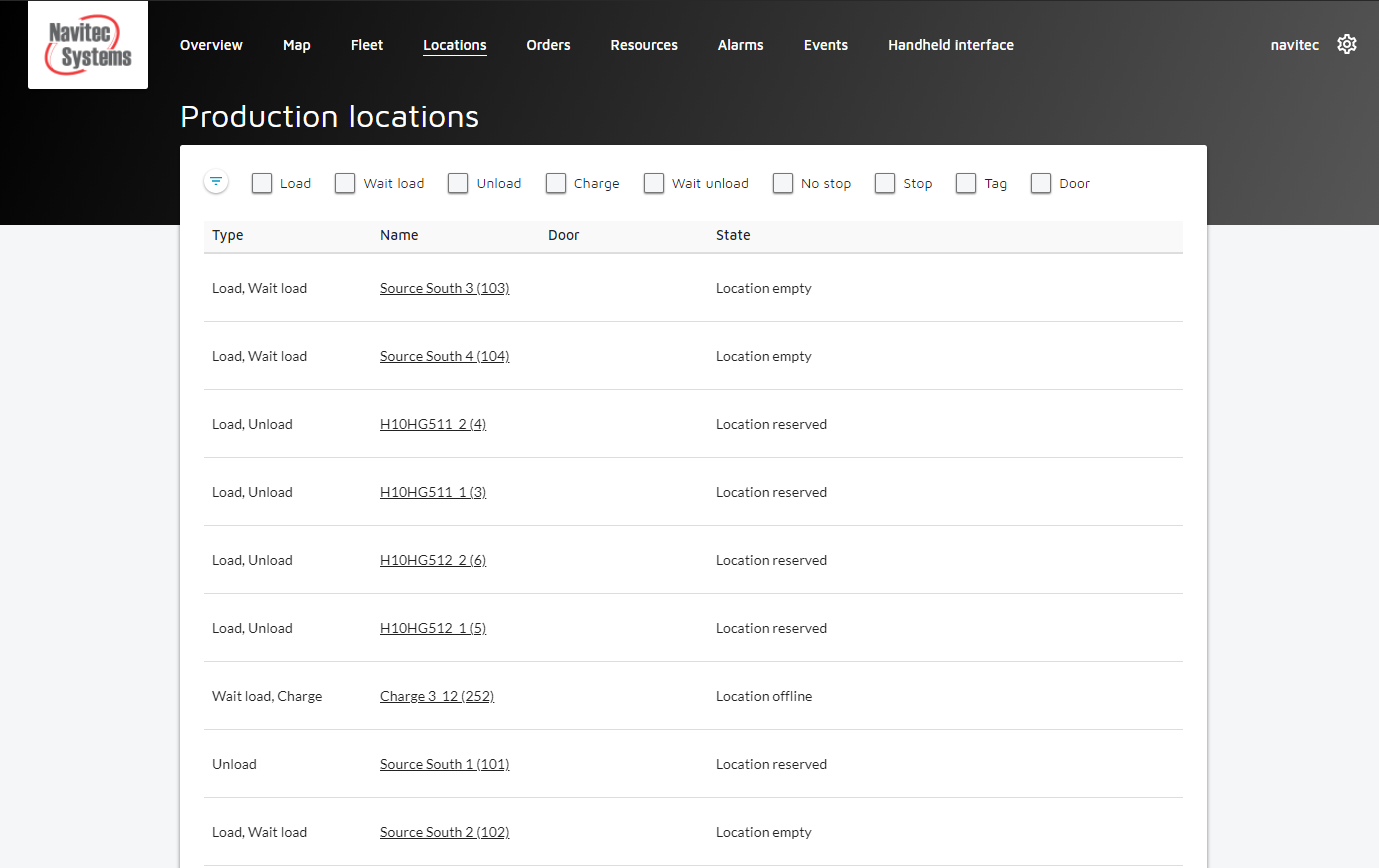 Navitec
Systems
Overview Map Fleet Locations Orders Resources Alarms Events Handheld Interface navitec
Production locations
Load Wait load Unload Charge Wait unload No stop Stop Tag Door
Type Name Door State
Load, Wait load Source South 3 (103) Location empty
Load, Wait load Source South 4 (104) Location empty
Load, Unload H10HG511_2 (4) Location reserved
Load, Unload H10HG511_1 (3) Location reserved
Load, Unload H10HG512_2 (6) Location reserved
Load, Unload H10HG512_1 (5) Location reserved
Wait load, Charge Charge 3_12 (252) Location offline
Unload Source South 1 (101) Location reserved
Load, Wait load Source South 2 (102) Location empty